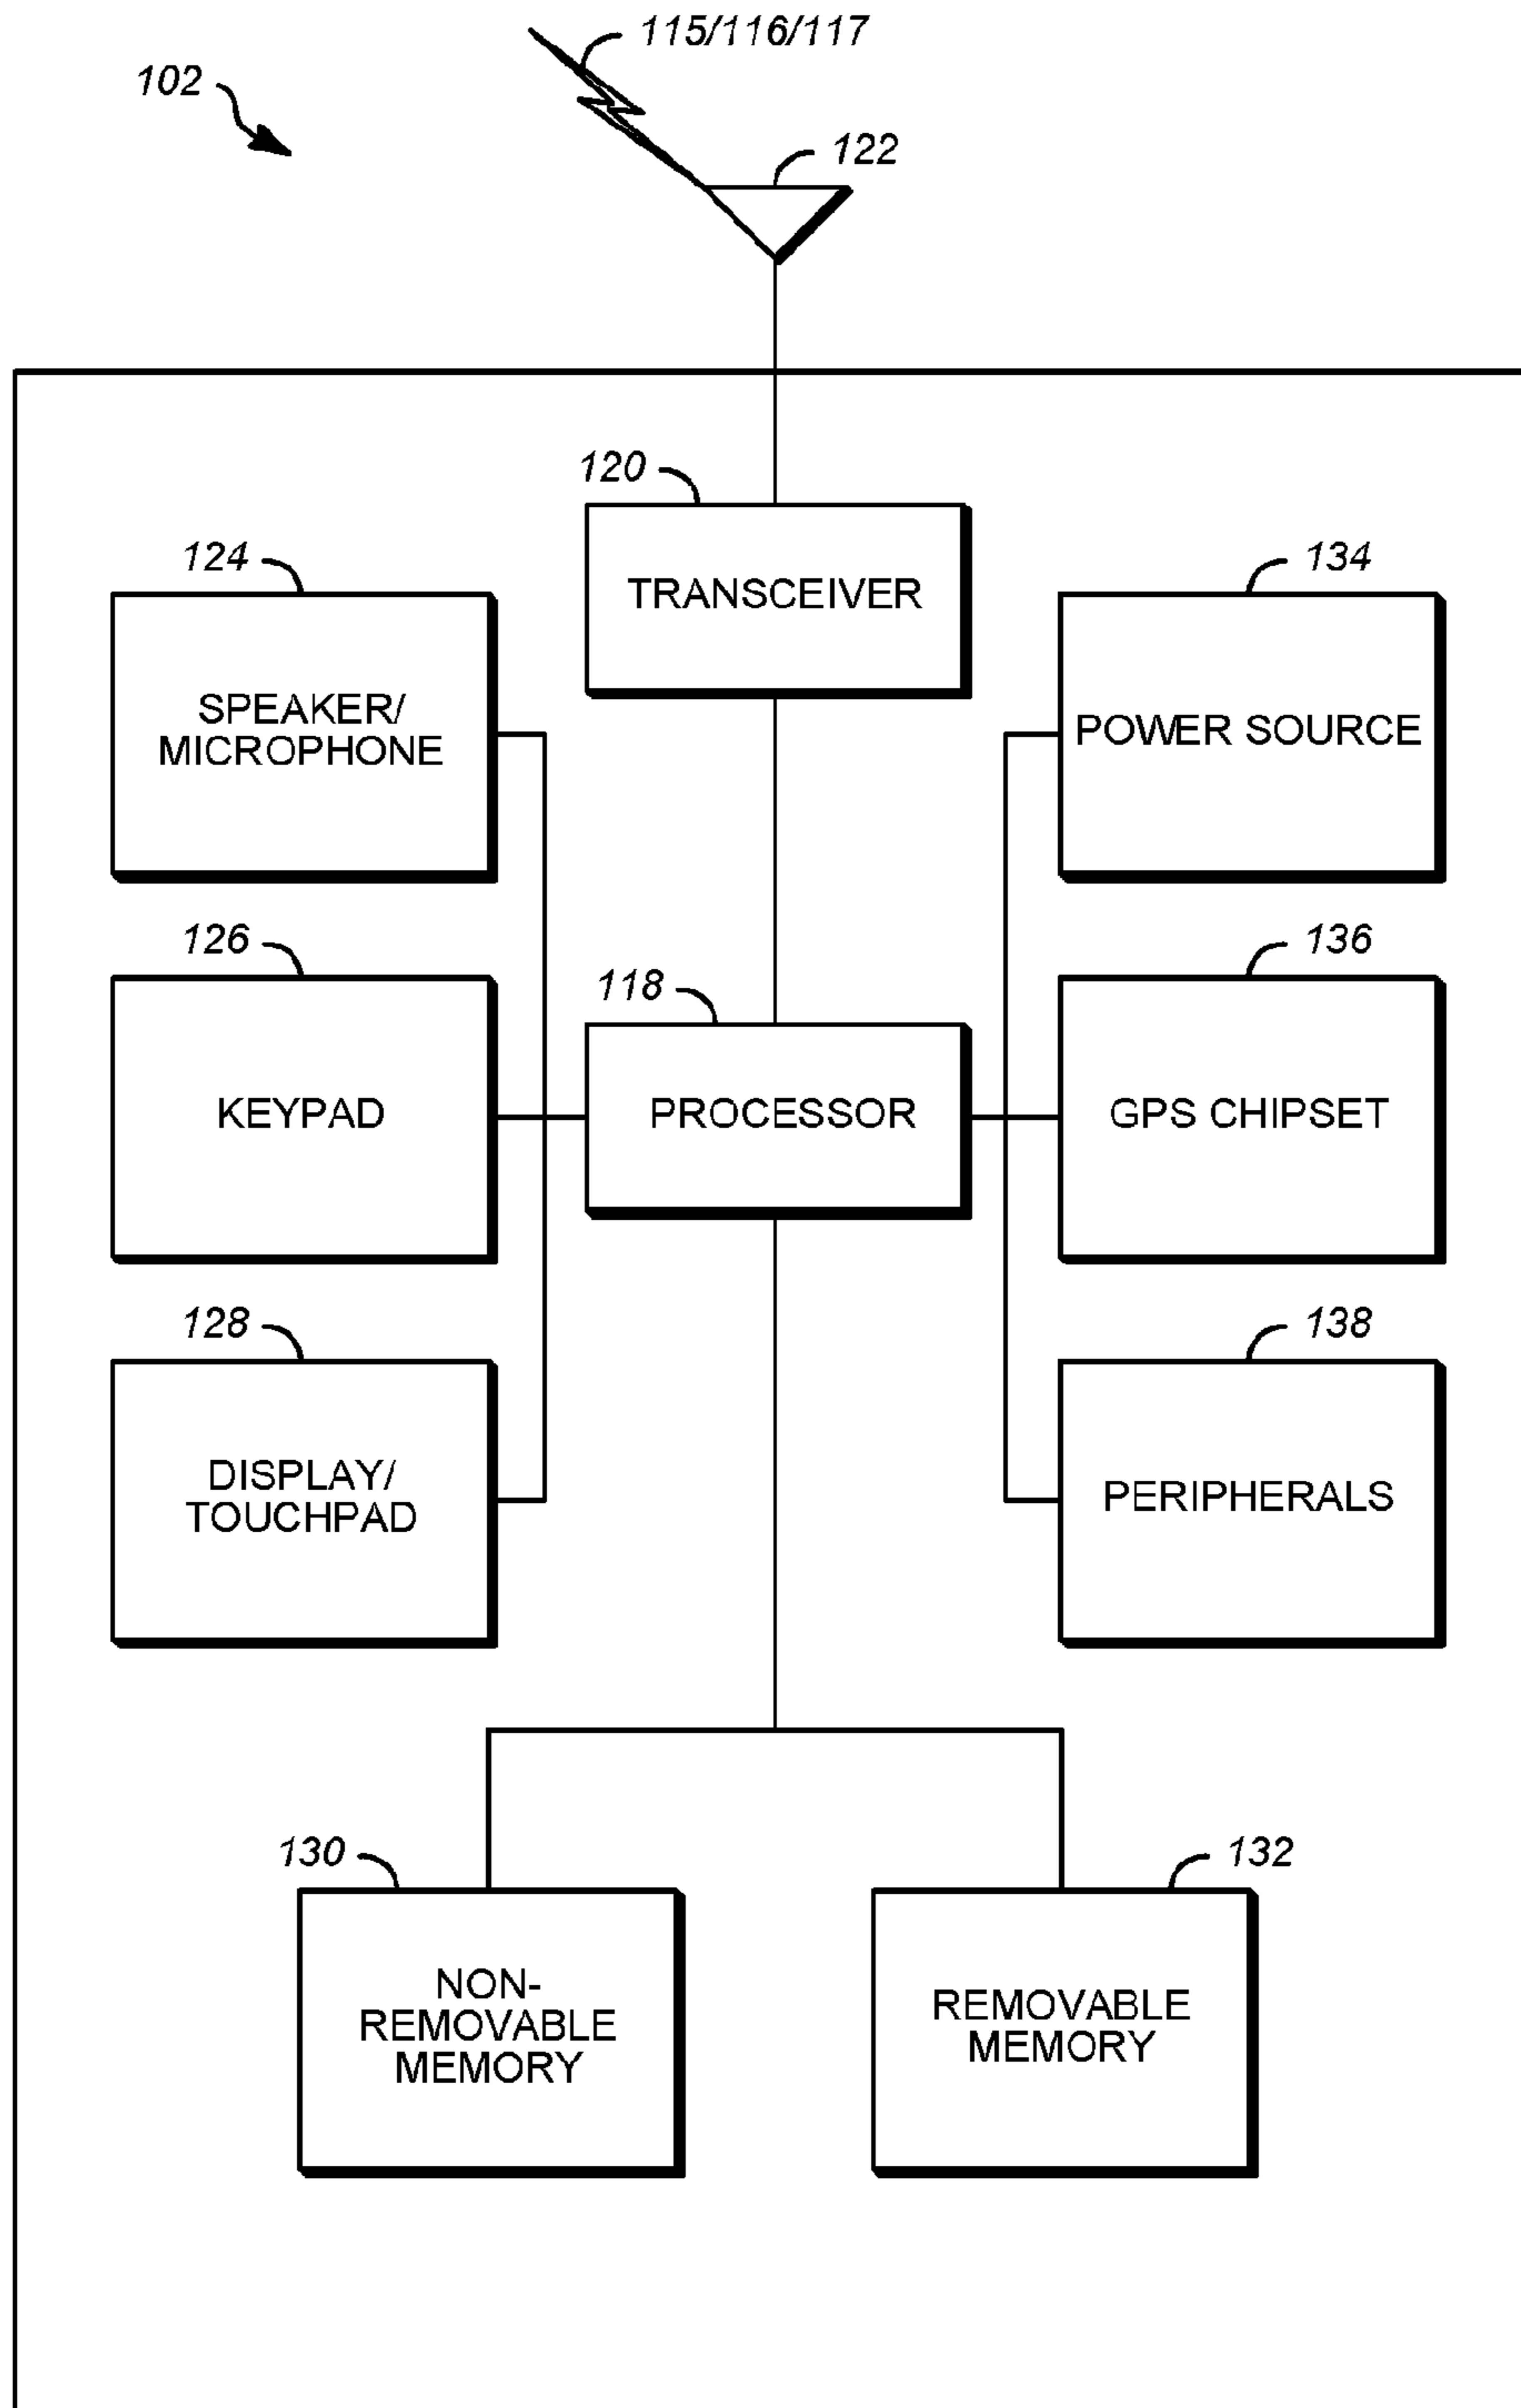 115/116/117
102
122
120
TRANSCEIVER
124
SPEAKER/
MICROPHONE
134
POWER SOURCE
126
KEYPAD
118
PROCESSOR
136
GPS CHIPSET
128
DISPLAY/
TOUCHPAD
138
PERIPHERALS
130
NON-
REMOVABLE
MEMORY
132
REMOVABLE
MEMORY